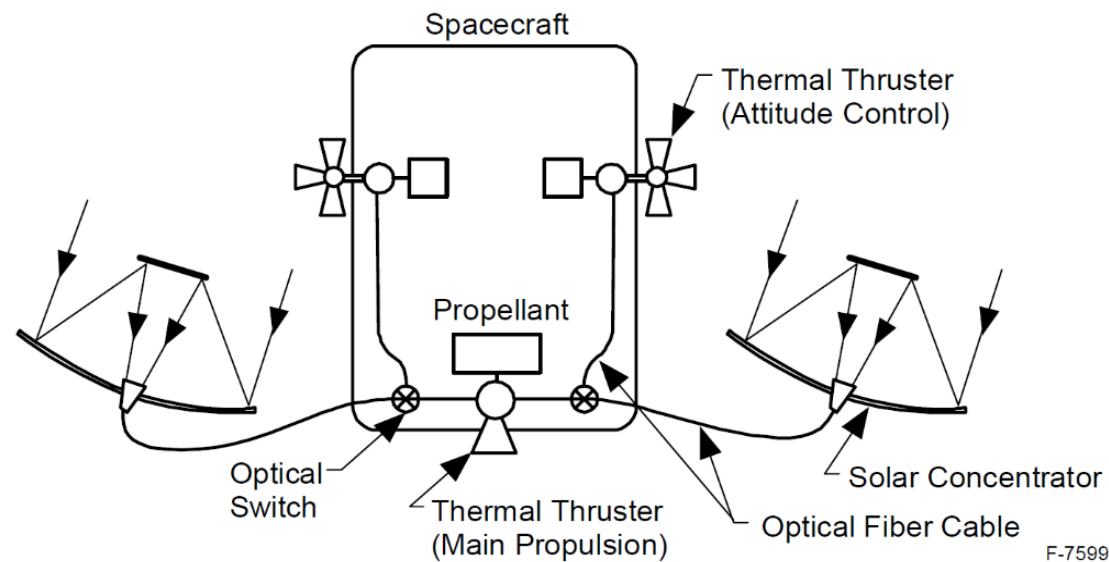 Spacecraft
Thermal Thruster
(Attitude Control)
Propellant
Optical
Switch
Thermal Thruster
(Main Propulsion)
Solar Concentrator
Optical Fiber Cable
F-7599